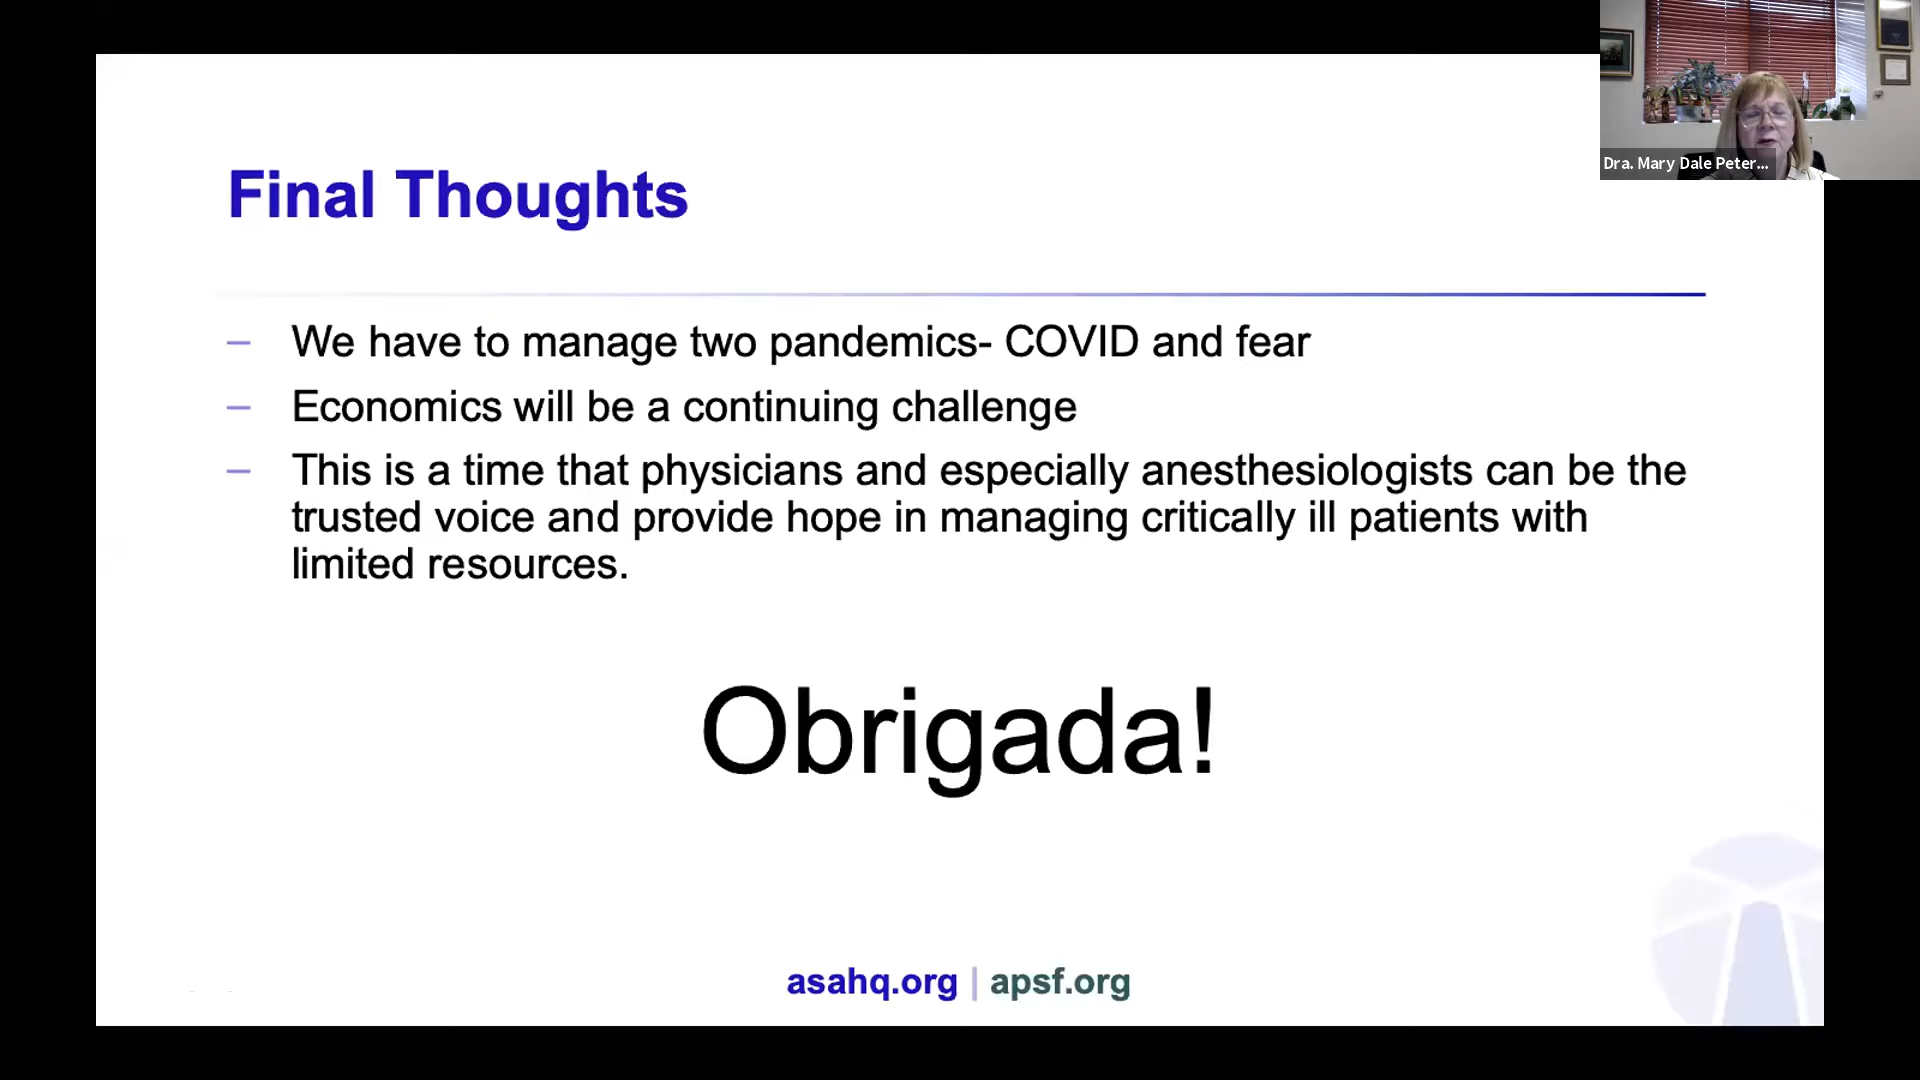 Dra. Mary Dale Peter...
Final Thoughts
– We have to manage two pandemics- COVID and fear
– Economics will be a continuing challenge
– This is a time that physicians and especially anesthesiologists can be the
trusted voice and provide hope in managing critically ill patients with
limited resources.
Obrigada!
asahq.org | apsf.org